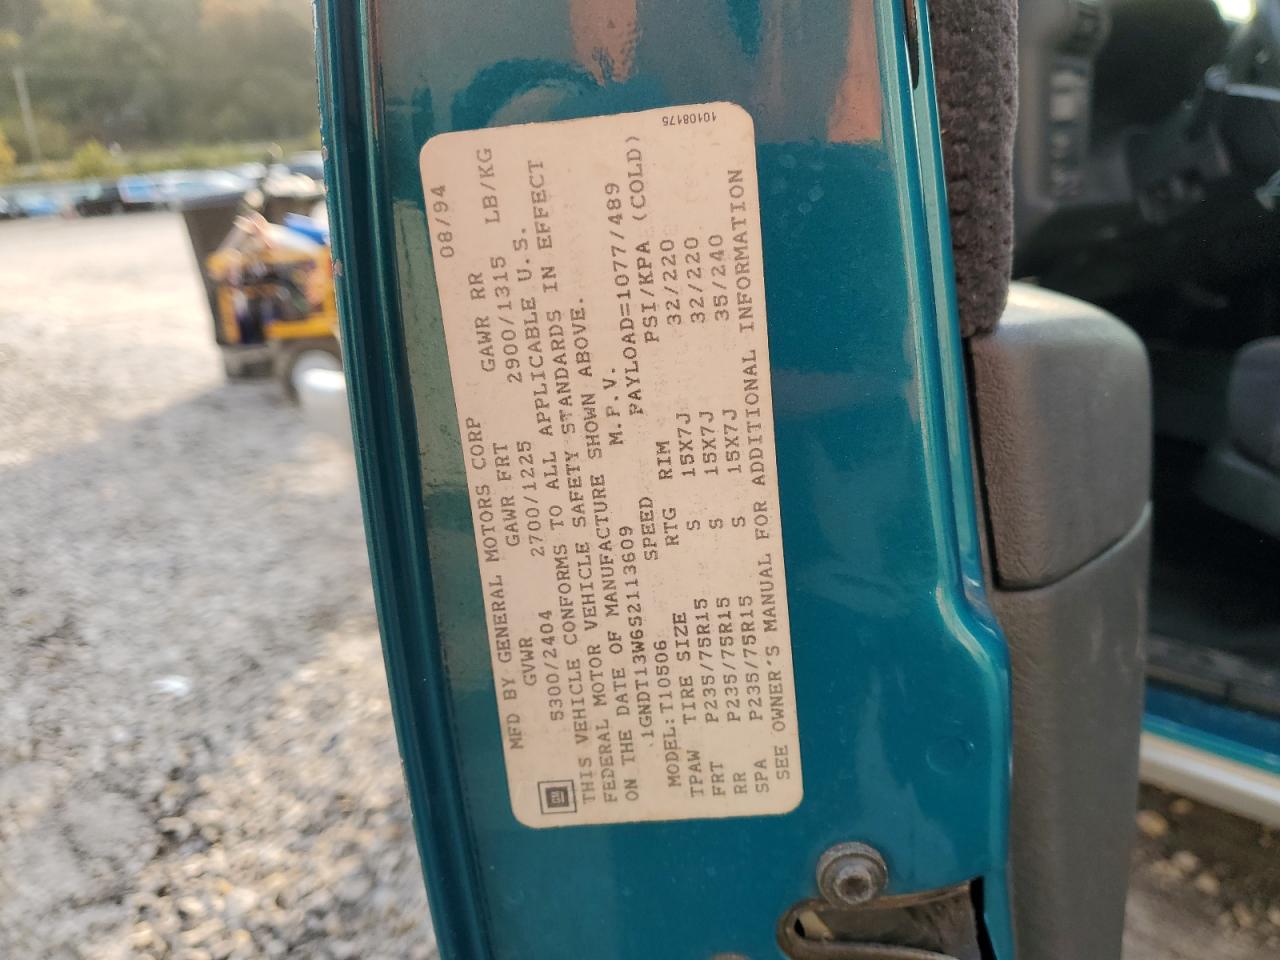 MFD BY GENERAL MOTORS CORP 08/94
GVWR GAWR FRT GAWR RR LB/KG
5300/2404 2700/1225 2900/1315
THIS VEHICLE CONFORMS TO ALL APPLICABLE U.S.
FEDERAL MOTOR VEHICLE SAFETY STANDARDS IN EFFECT
ON THE DATE OF MANUFACTURE SHOWN ABOVE.
1GNDT13W6S2113609 M.P.V.
MODEL:T10506 SPEED PAYLOAD=1077/489
TPAW TIRE SIZE RTG RIM PSI/KPA (COLD)
FRT P235/75R15 S 15X7J 32/220
RR P235/75R15 S 15X7J 32/220
SPA P235/75R15 S 15X7J 35/240
SEE OWNER'S MANUAL FOR ADDITIONAL INFORMATION
GM
10108175